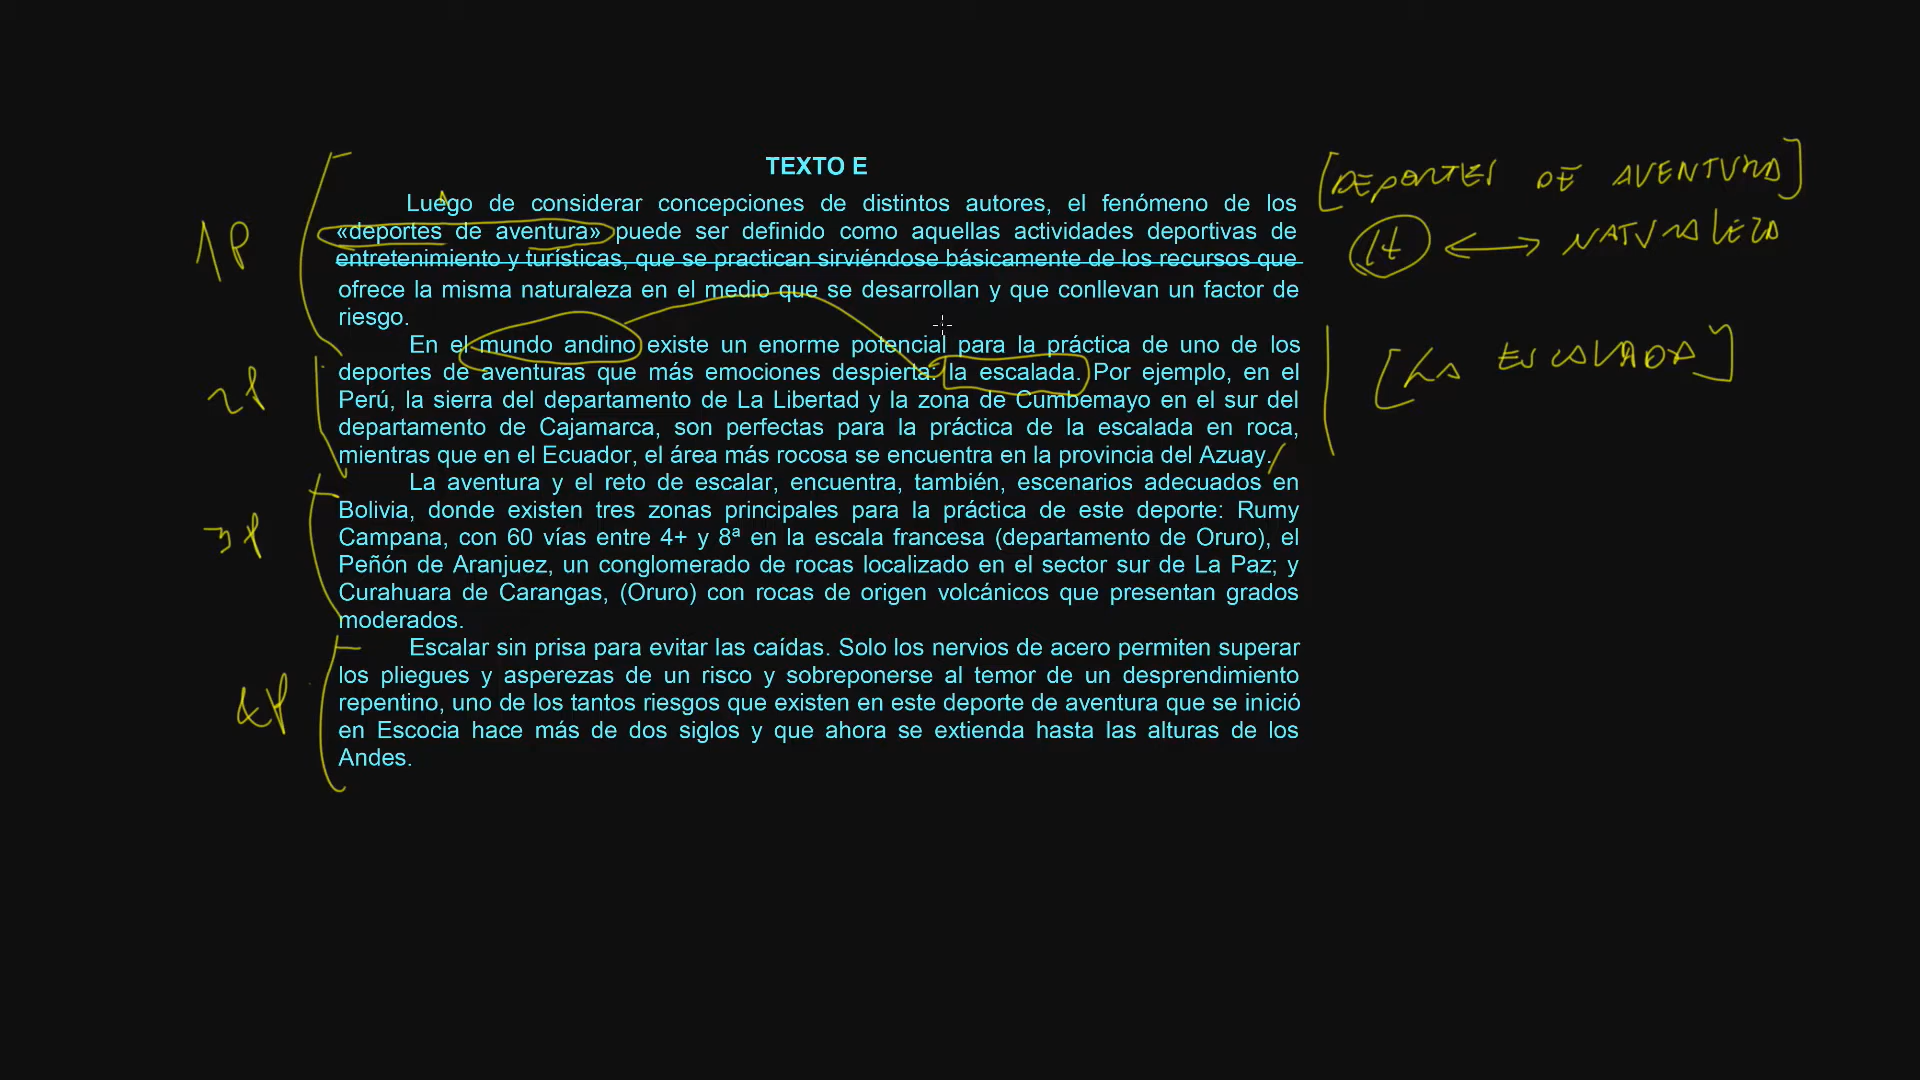 TEXTO E
[DEPORTES DE AVENTURA]
Luego de considerar concepciones de distintos autores, el fenómeno de los
1P
«deportes de aventura» puede ser definido como aquellas actividades deportivas de
NATURALEZA
entretenimiento y turísticas, que se practican sirviéndose básicamente de los recursos que
ofrece la misma naturaleza en el medio que se desarrollan y que conllevan un factor de
riesgo.
En el mundo andino existe un enorme potencial para la práctica de uno de los
[LA ESCALADA]
deportes de aventuras que más emociones despierta: la escalada. Por ejemplo, en el
2P
Perú, la sierra del departamento de La Libertad y la zona de Cumbemayo en el sur del
departamento de Cajamarca, son perfectas para la práctica de la escalada en roca,
mientras que en el Ecuador, el área más rocosa se encuentra en la provincia del Azuay.
La aventura y el reto de escalar, encuentra, también, escenarios adecuados en
Bolivia, donde existen tres zonas principales para la práctica de este deporte: Rumy
3P
Campana, con 60 vías entre 4+ y 8ª en la escala francesa (departamento de Oruro), el
Peñón de Aranjuez, un conglomerado de rocas localizado en el sector sur de La Paz; y
Curahuara de Carangas, (Oruro) con rocas de origen volcánicos que presentan grados
moderados.
Escalar sin prisa para evitar las caídas. Solo los nervios de acero permiten superar
los pliegues y asperezas de un risco y sobreponerse al temor de un desprendimiento
4P
repentino, uno de los tantos riesgos que existen en este deporte de aventura que se inició
en Escocia hace más de dos siglos y que ahora se extienda hasta las alturas de los
Andes.